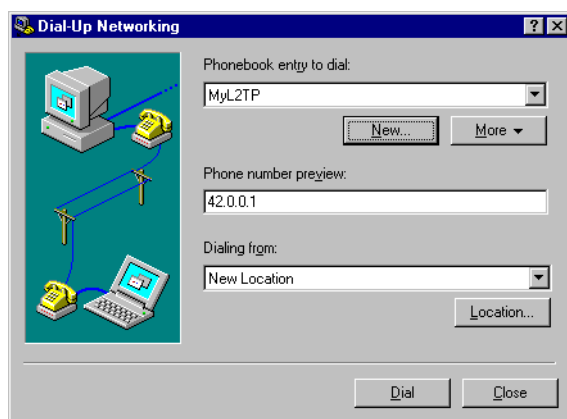 Dial-Up Networking
Phonebook entry to dial:
MyL2TP
New... More
Phone number preview:
42.0.0.1
Dialing from:
New Location
Location...
Dial Close